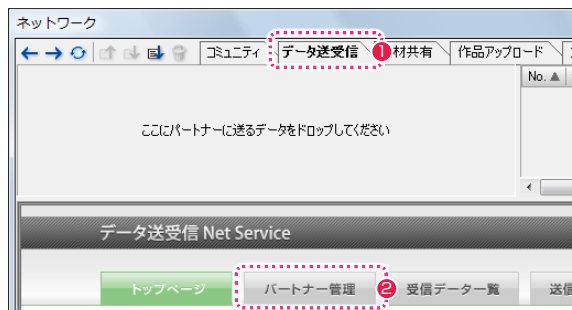 ネットワーク
コミュニティ データ送受信 1 材共有 作品アップロード
No.
ここにパートナーに送るデータをドロップしてください
データ送受信 Net Service
トップページ パートナー管理 2 受信データ一覧 送信